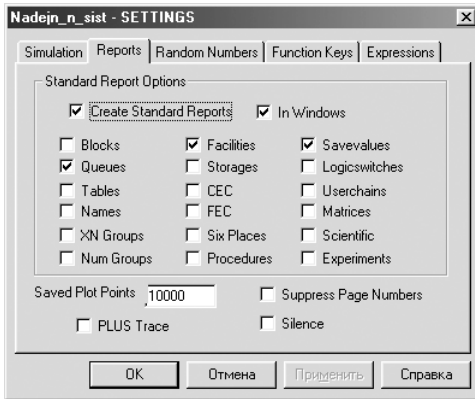 Nadejn_n_sist - SETTINGS
Simulation Reports Random Numbers Function Keys Expressions
Standard Report Options
Create Standard Reports In Windows
Blocks Facilities Savevalues
Queues Storages Logicswitches
Tables CEC Userchains
Names FEC Matrices
XN Groups Six Places Scientific
Num Groups Procedures Experiments
Saved Plot Points 10000 Suppress Page Numbers
PLUS Trace Silence
OK Отмена Применить Справка